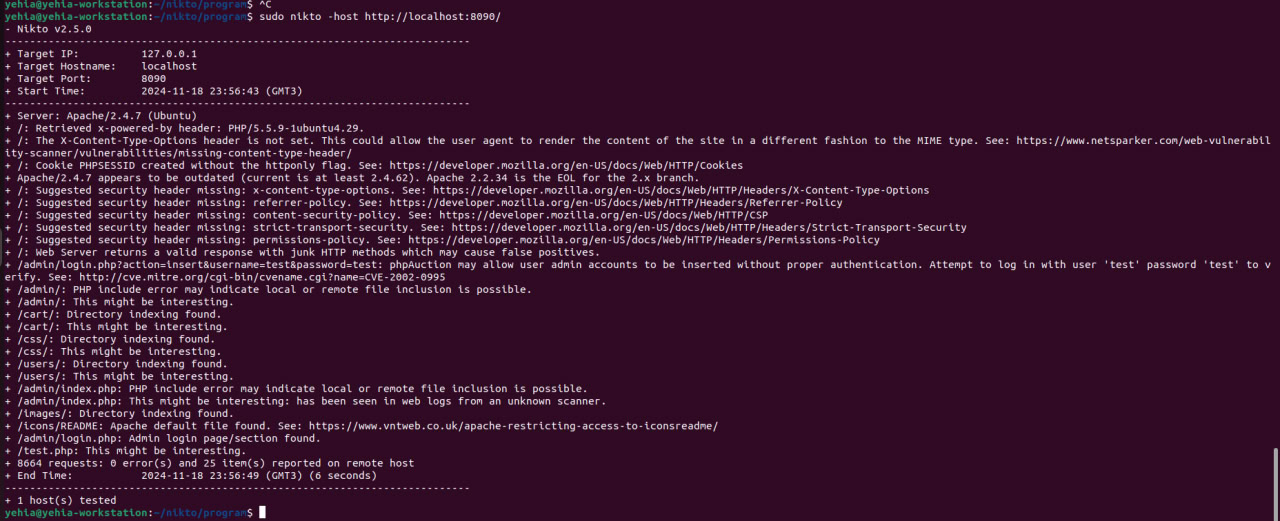 yehia@yehia-workstation:~/nikto/program$ ^C
yehia@yehia-workstation:~/nikto/program$ sudo nikto -host http://localhost:8090/
- Nikto v2.5.0
---------------------------------------------------------------------------
+ Target IP:          127.0.0.1
+ Target Hostname:    localhost
+ Target Port:        8090
+ Start Time:         2024-11-18 23:56:43 (GMT3)
---------------------------------------------------------------------------
+ Server: Apache/2.4.7 (Ubuntu)
+ /: Retrieved x-powered-by header: PHP/5.5.9-1ubuntu4.29.
+ /: The X-Content-Type-Options header is not set. This could allow the user agent to render the content of the site in a different fashion to the MIME type. See: https://www.netsparker.com/web-vulnerabil
ity-scanner/vulnerabilities/missing-content-type-header/
+ /: Cookie PHPSESSID created without the httponly flag. See: https://developer.mozilla.org/en-US/docs/Web/HTTP/Cookies
+ Apache/2.4.7 appears to be outdated (current is at least 2.4.62). Apache 2.2.34 is the EOL for the 2.x branch.
+ /: Suggested security header missing: x-content-type-options. See: https://developer.mozilla.org/en-US/docs/Web/HTTP/Headers/X-Content-Type-Options
+ /: Suggested security header missing: referrer-policy. See: https://developer.mozilla.org/en-US/docs/Web/HTTP/Headers/Referrer-Policy
+ /: Suggested security header missing: content-security-policy. See: https://developer.mozilla.org/en-US/docs/Web/HTTP/CSP
+ /: Suggested security header missing: strict-transport-security. See: https://developer.mozilla.org/en-US/docs/Web/HTTP/Headers/Strict-Transport-Security
+ /: Suggested security header missing: permissions-policy. See: https://developer.mozilla.org/en-US/docs/Web/HTTP/Headers/Permissions-Policy
+ /: Web Server returns a valid response with junk HTTP methods which may cause false positives.
+ /admin/login.php?action=insert&username=test&password=test: phpAuction may allow user admin accounts to be inserted without proper authentication. Attempt to log in with user 'test' password 'test' to v
erify. See: http://cve.mitre.org/cgi-bin/cvename.cgi?name=CVE-2002-0995
+ /admin/: PHP include error may indicate local or remote file inclusion is possible.
+ /admin/: This might be interesting.
+ /cart/: Directory indexing found.
+ /cart/: This might be interesting.
+ /css/: Directory indexing found.
+ /css/: This might be interesting.
+ /users/: Directory indexing found.
+ /users/: This might be interesting.
+ /admin/index.php: PHP include error may indicate local or remote file inclusion is possible.
+ /admin/index.php: This might be interesting: has been seen in web logs from an unknown scanner.
+ /images/: Directory indexing found.
+ /icons/README: Apache default file found. See: https://www.vntweb.co.uk/apache-restricting-access-to-iconsreadme/
+ /admin/login.php: Admin login page/section found.
+ /test.php: This might be interesting.
+ 8664 requests: 0 error(s) and 25 item(s) reported on remote host
+ End Time:           2024-11-18 23:56:49 (GMT3) (6 seconds)
---------------------------------------------------------------------------
+ 1 host(s) tested
yehia@yehia-workstation:~/nikto/program$